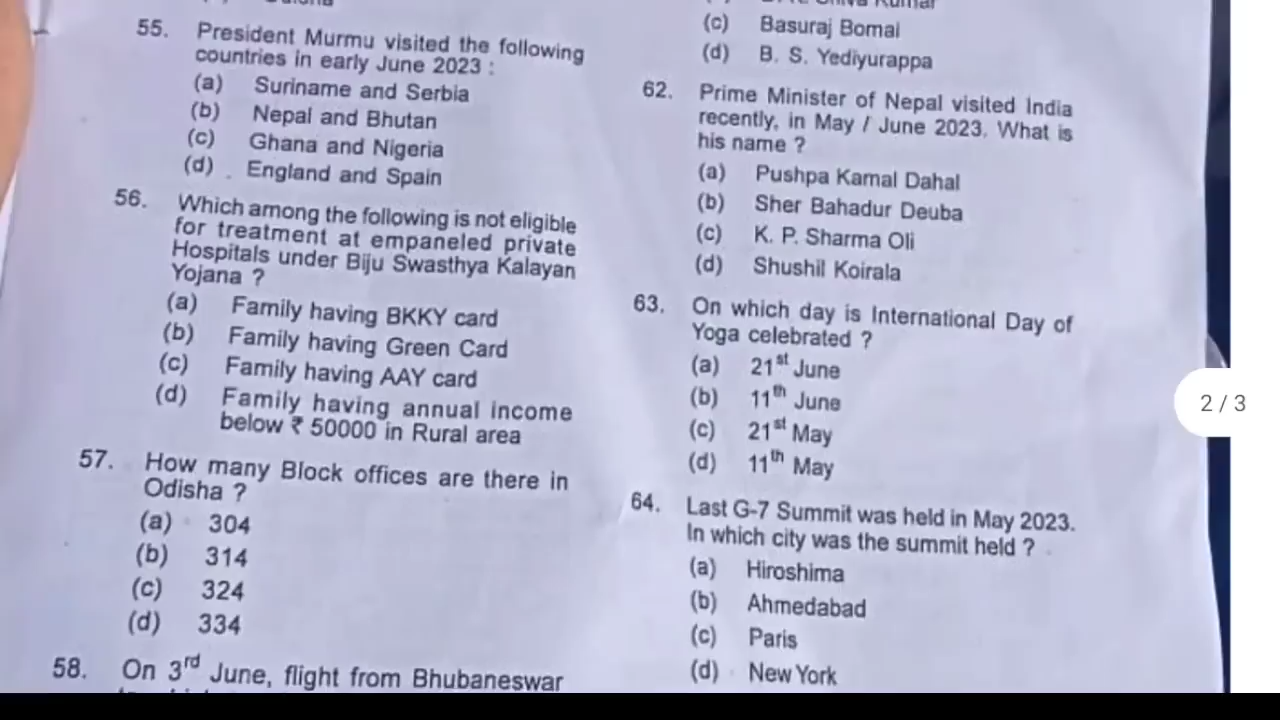 55. President Murmu visited the following
countries in early June 2023 :
(a) Suriname and Serbia
(b) Nepal and Bhutan
(c) Ghana and Nigeria
(d) England and Spain
56. Which among the following is not eligible
for treatment at empaneled private
Hospitals under Biju Swasthya Kalayan
Yojana ?
(a) Family having BKKY card
(b) Family having Green Card
(c) Family having AAY card
(d) Family having annual income
below ₹ 50000 in Rural area
57. How many Block offices are there in
Odisha ?
(a) 304
(b) 314
(c) 324
(d) 334
58. On 3rd June, flight from Bhubaneswar
(c) Basuraj Bomal
(d) B. S. Yediyurappa
62. Prime Minister of Nepal visited India
recently, in May / June 2023. What is
his name ?
(a) Pushpa Kamal Dahal
(b) Sher Bahadur Deuba
(c) K. P. Sharma Oli
(d) Shushil Koirala
63. On which day is International Day of
Yoga celebrated ?
(a) 21st June
(b) 11th June
(c) 21st May
(d) 11th May
64. Last G-7 Summit was held in May 2023.
In which city was the summit held ?
(a) Hiroshima
(b) Ahmedabad
(c) Paris
(d) New York
2 / 3